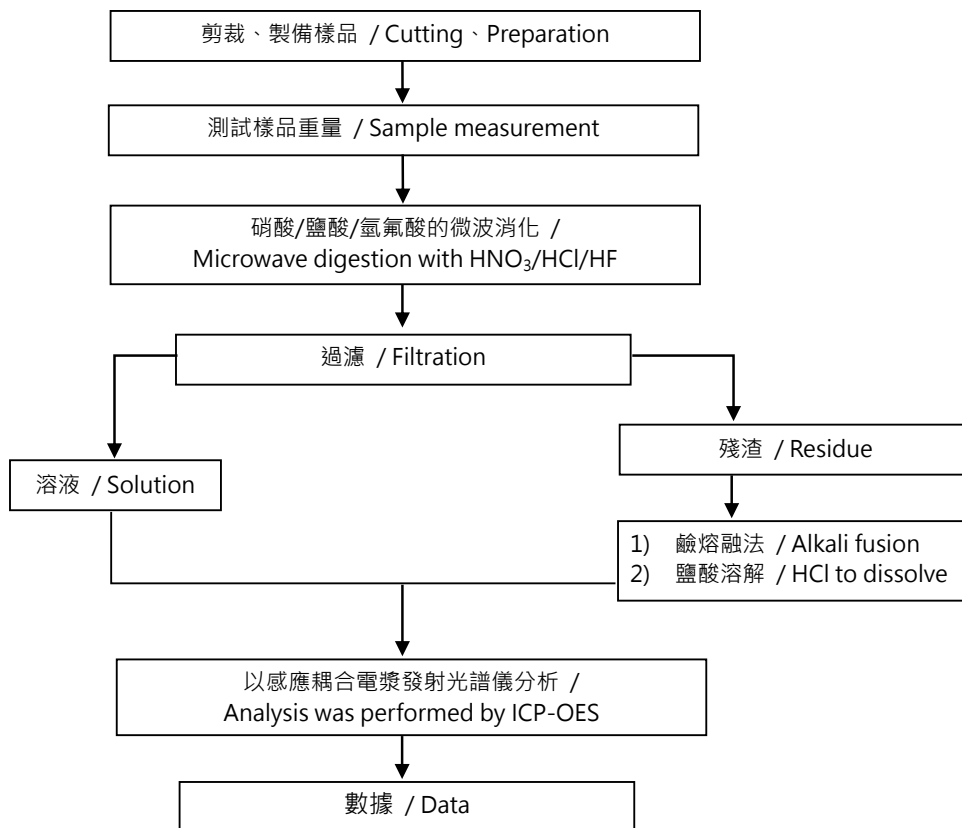 剪裁、製備樣品 / Cutting、Preparation
測試樣品重量 / Sample measurement
硝酸/鹽酸/氫氟酸的微波消化 /
Microwave digestion with HNO₃/HCl/HF
過濾 / Filtration
溶液 / Solution
殘渣 / Residue
1) 鹼熔融法 / Alkali fusion
2) 鹽酸溶解 / HCl to dissolve
以感應耦合電漿發射光譜儀分析 /
Analysis was performed by ICP-OES
數據 / Data